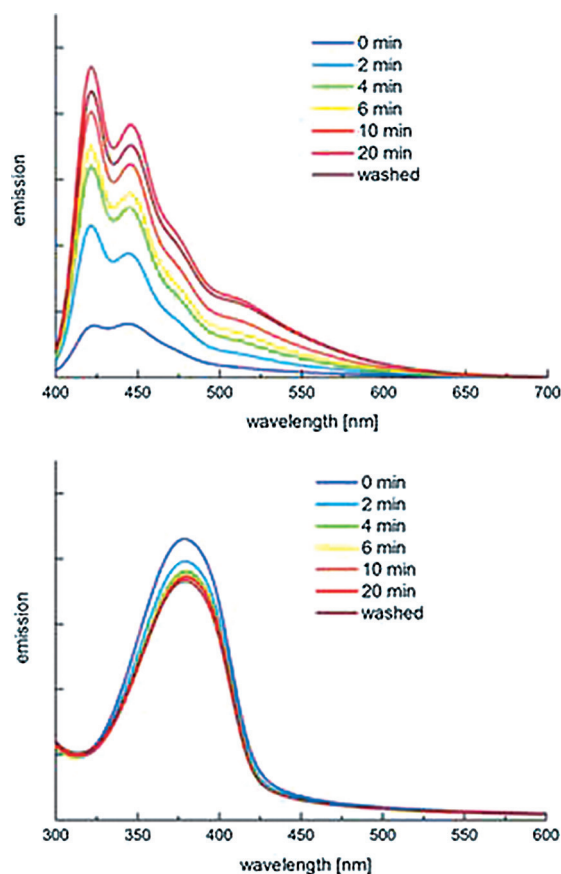 0 min
2 min
4 min
6 min
10 min
20 min
washed
emission
400 450 500 550 600 650 700
wavelength [nm]
0 min
2 min
4 min
6 min
10 min
20 min
washed
emission
300 350 400 450 500 550 600
wavelength [nm]